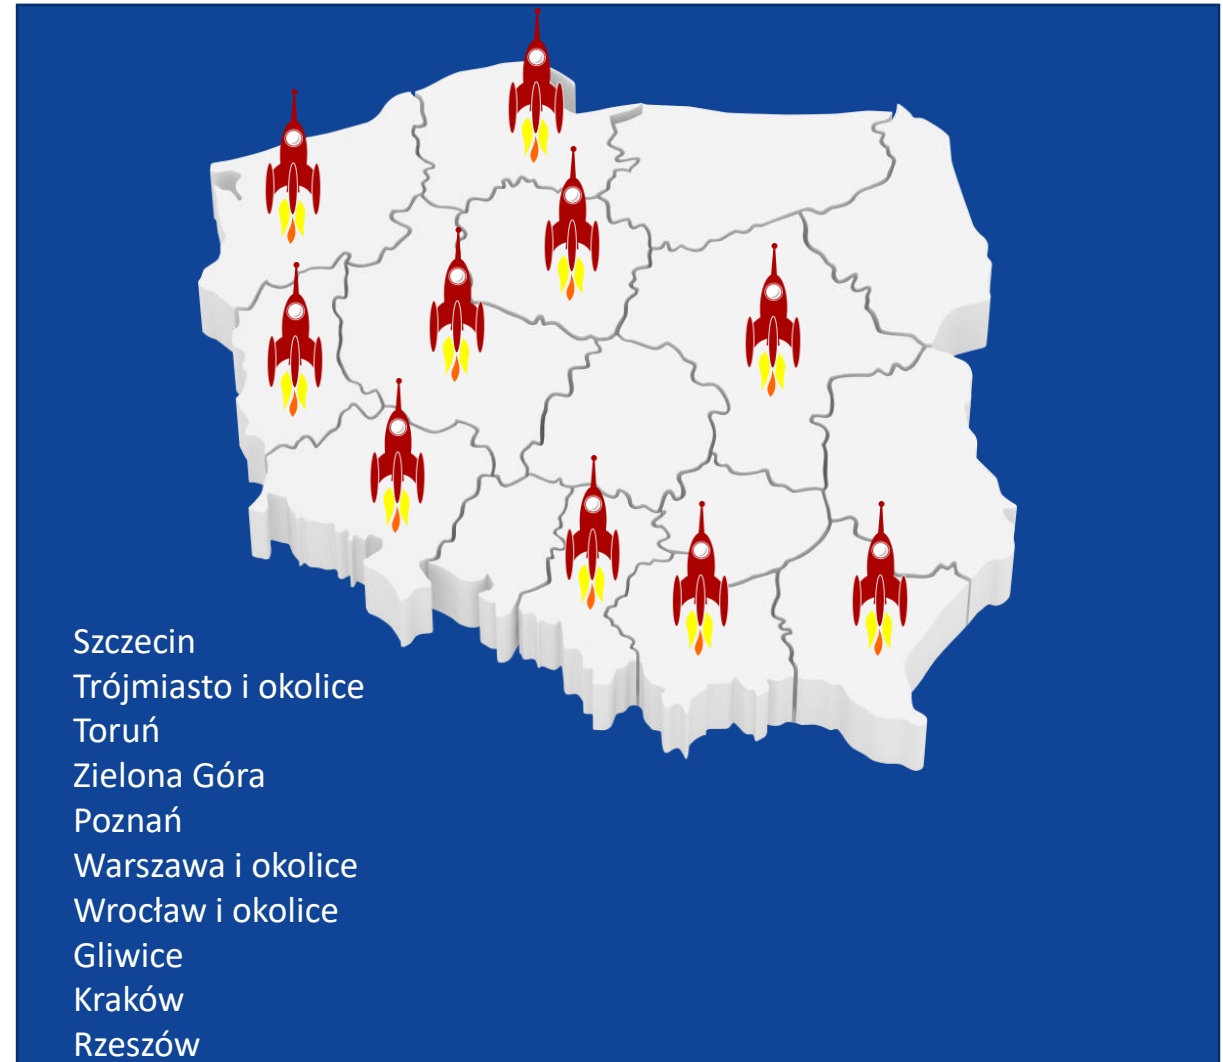 Szczecin
Trójmiasto i okolice
Toruń
Zielona Góra
Poznań
Warszawa i okolice
Wrocław i okolice
Gliwice
Kraków
Rzeszów